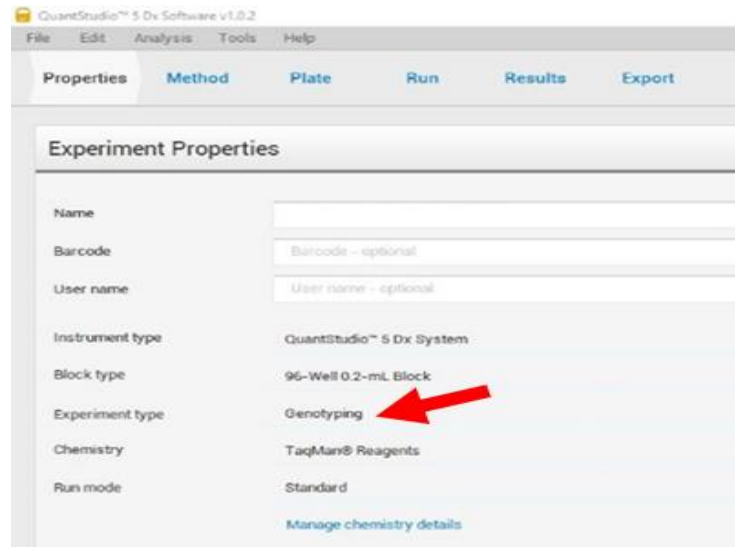 QuantStudio™ 5 Dx Software v1.0.2
File Edit Analysis Tools Help
Properties Method Plate Run Results Export
Experiment Properties
Name
Barcode Barcode - optional
User name User name - optional
Instrument type QuantStudio™ 5 Dx System
Block type 96-Well 0.2-mL Block
Experiment type Genotyping
Chemistry TaqMan® Reagents
Run mode Standard
Manage chemistry details